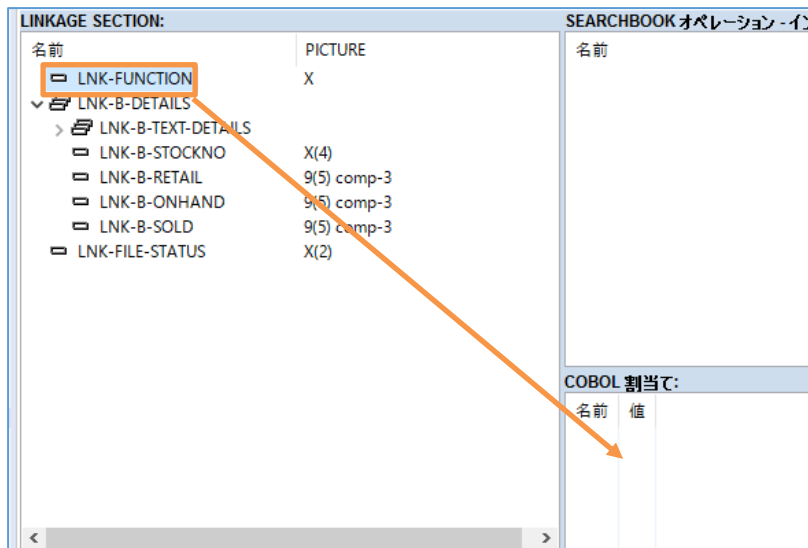 LINKAGE SECTION:
名前 PICTURE
LNK-FUNCTION X
LNK-B-DETAILS
LNK-B-TEXT-DETAILS
LNK-B-STOCKNO X(4)
LNK-B-RETAIL 9(5) comp-3
LNK-B-ONHAND 9(5) comp-3
LNK-B-SOLD 9(5) comp-3
LNK-FILE-STATUS X(2)
SEARCHBOOK オペレーション - イン
名前
COBOL 割当て:
名前 値